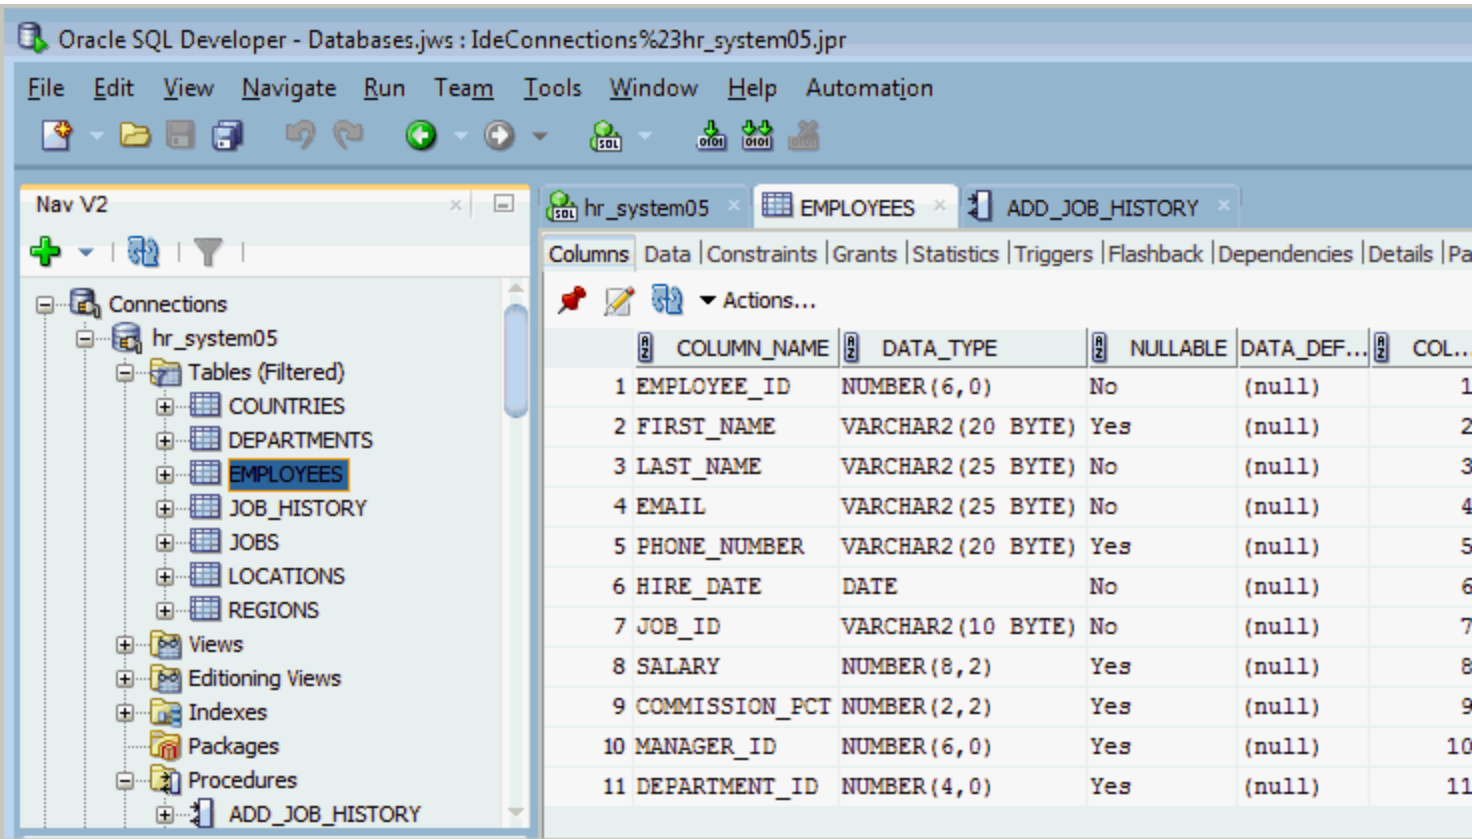 Oracle SQL Developer - Databases.jws : IdeConnections%23hr_system05.jpr
File Edit View Navigate Run Team Tools Window Help Automation
Nav V2
Connections
hr_system05
Tables (Filtered)
COUNTRIES
DEPARTMENTS
EMPLOYEES
JOB_HISTORY
JOBS
LOCATIONS
REGIONS
Views
Editioning Views
Indexes
Packages
Procedures
ADD_JOB_HISTORY
hr_system05 EMPLOYEES ADD_JOB_HISTORY
Columns Data Constraints Grants Statistics Triggers Flashback Dependencies Details Pa
Actions...
COLUMN_NAME DATA_TYPE NULLABLE DATA_DEF... COL...
1 EMPLOYEE_ID NUMBER(6,0) No (null) 1
2 FIRST_NAME VARCHAR2(20 BYTE) Yes (null) 2
3 LAST_NAME VARCHAR2(25 BYTE) No (null) 3
4 EMAIL VARCHAR2(25 BYTE) No (null) 4
5 PHONE_NUMBER VARCHAR2(20 BYTE) Yes (null) 5
6 HIRE_DATE DATE No (null) 6
7 JOB_ID VARCHAR2(10 BYTE) No (null) 7
8 SALARY NUMBER(8,2) Yes (null) 8
9 COMMISSION_PCT NUMBER(2,2) Yes (null) 9
10 MANAGER_ID NUMBER(6,0) Yes (null) 10
11 DEPARTMENT_ID NUMBER(4,0) Yes (null) 11